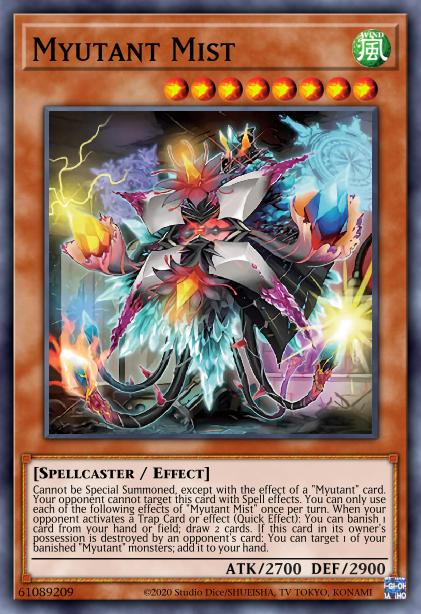 Myutant Mist
WIND
風
[Spellcaster / Effect]
Cannot be Special Summoned, except with the effect of a "Myutant" card.
Your opponent cannot target this card with Spell effects. You can only use
each of the following effects of "Myutant Mist" once per turn. When your
opponent activates a Trap Card or effect (Quick Effect): You can banish 1
card from your hand or field; draw 2 cards. If this card in its owner's
possession is destroyed by an opponent's card: You can target 1 of your
banished "Myutant" monsters; add it to your hand.
ATK/2700 DEF/2900
61089209 ©2020 Studio Dice/SHUEISHA, TV TOKYO, KONAMI